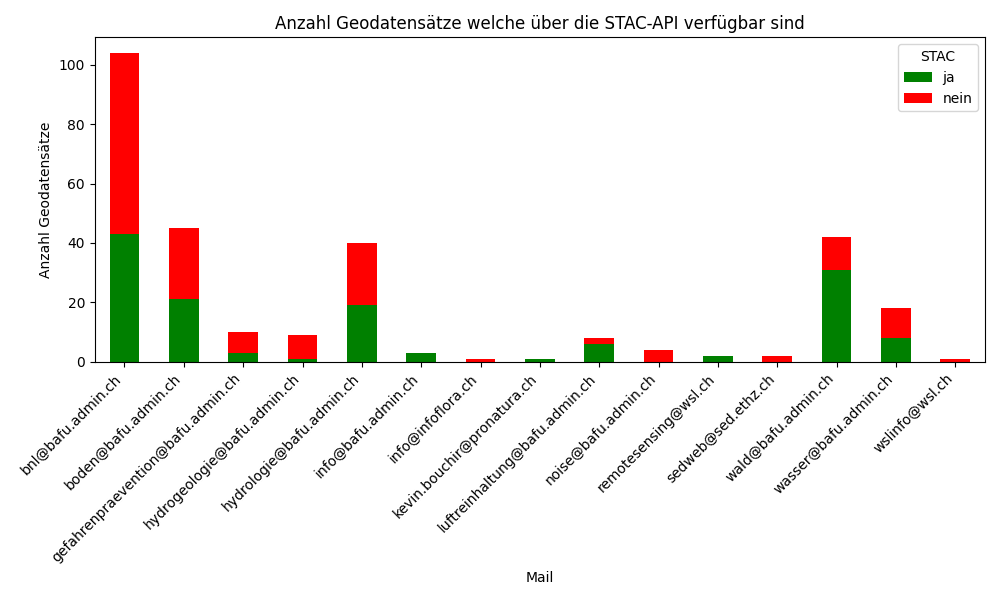 Anzahl Geodatensätze welche über die STAC-API verfügbar sind
STAC
ja
nein
Anzahl Geodatensätze
100
80
60
40
20
0
bnl@bafu.admin.ch
boden@bafu.admin.ch
gefahrenpraevention@bafu.admin.ch
hydrogeologie@bafu.admin.ch
hydrologie@bafu.admin.ch
info@bafu.admin.ch
info@infoflora.ch
kevin.bouchir@pronatura.ch
luftreinhaltung@bafu.admin.ch
noise@bafu.admin.ch
remotesensing@wsl.ch
sedweb@sed.ethz.ch
wald@bafu.admin.ch
wasser@bafu.admin.ch
wslinfo@wsl.ch
Mail